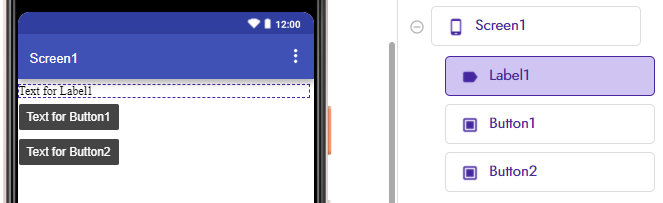 12:00
Screen1
Text for Label1
Text for Button1
Text for Button2
Screen1
Label1
Button1
Button2